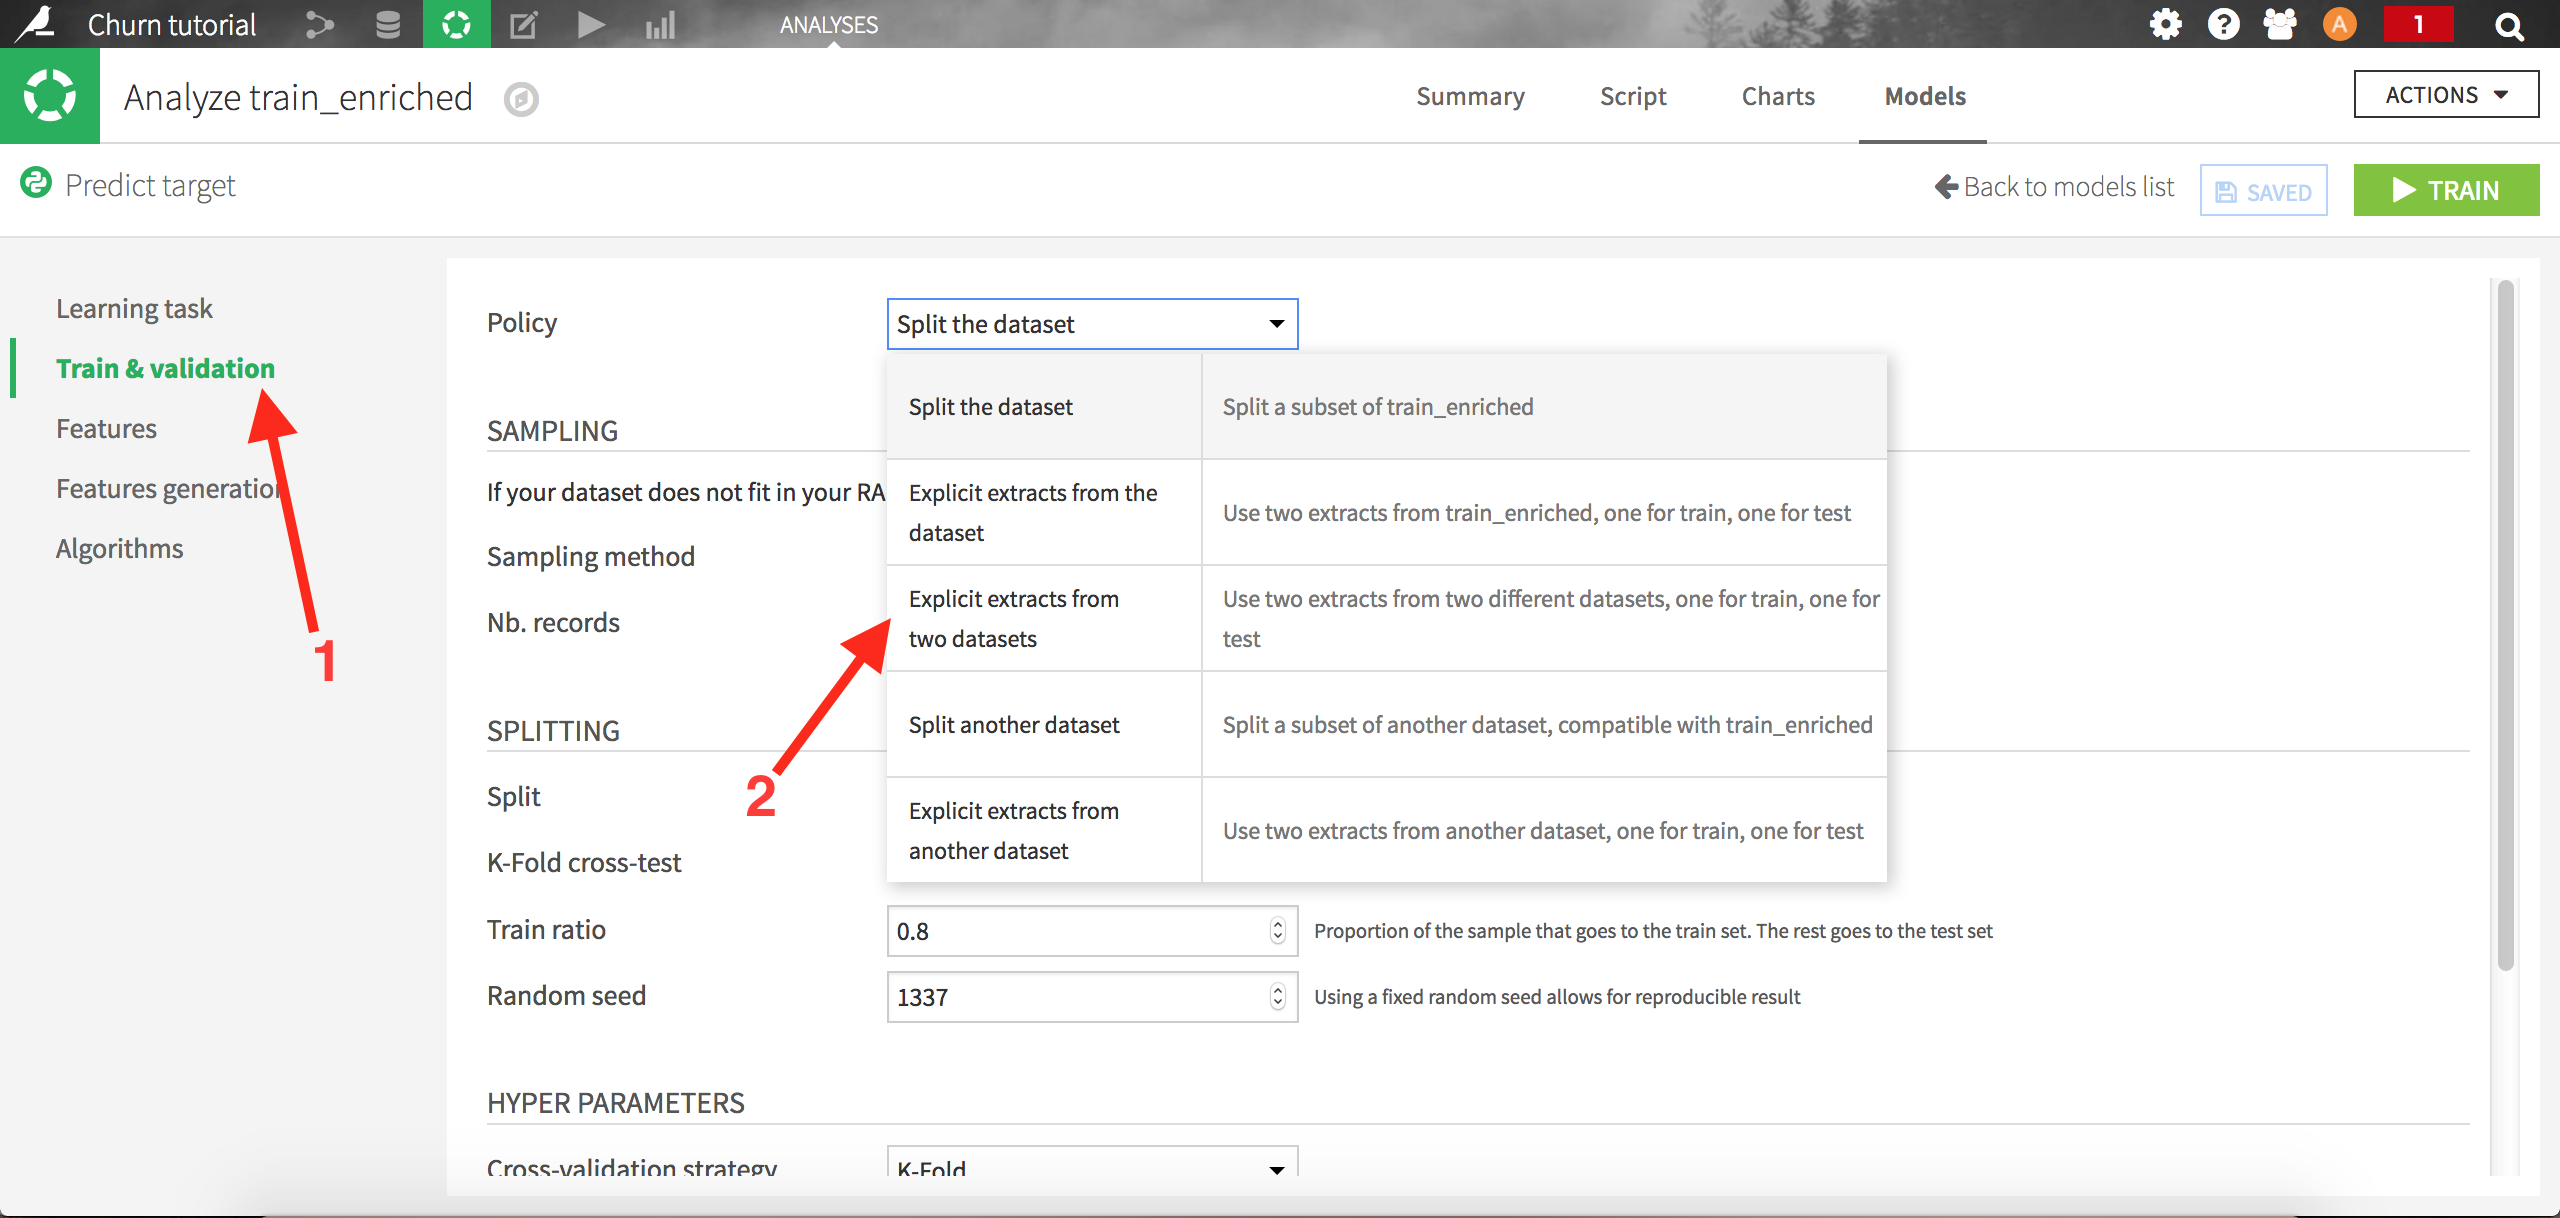 Churn tutorial
ANALYSES
A
1
Analyze train_enriched
Summary
Script
Charts
Models
ACTIONS
Predict target
Back to models list
SAVED
TRAIN
Learning task
Train & validation
Features
Features generation
Algorithms
1
Policy
Split the dataset
Split the dataset
Split a subset of train_enriched
Explicit extracts from the
dataset
Use two extracts from train_enriched, one for train, one for test
Explicit extracts from
two datasets
Use two extracts from two different datasets, one for train, one for
test
Split another dataset
Split a subset of another dataset, compatible with train_enriched
Explicit extracts from
another dataset
Use two extracts from another dataset, one for train, one for test
2
SAMPLING
If your dataset does not fit in your RA
Sampling method
Nb. records
SPLITTING
Split
K-Fold cross-test
Train ratio
0.8
Proportion of the sample that goes to the train set. The rest goes to the test set
Random seed
1337
Using a fixed random seed allows for reproducible result
HYPER PARAMETERS
Cross-validation strategy
K-Fold